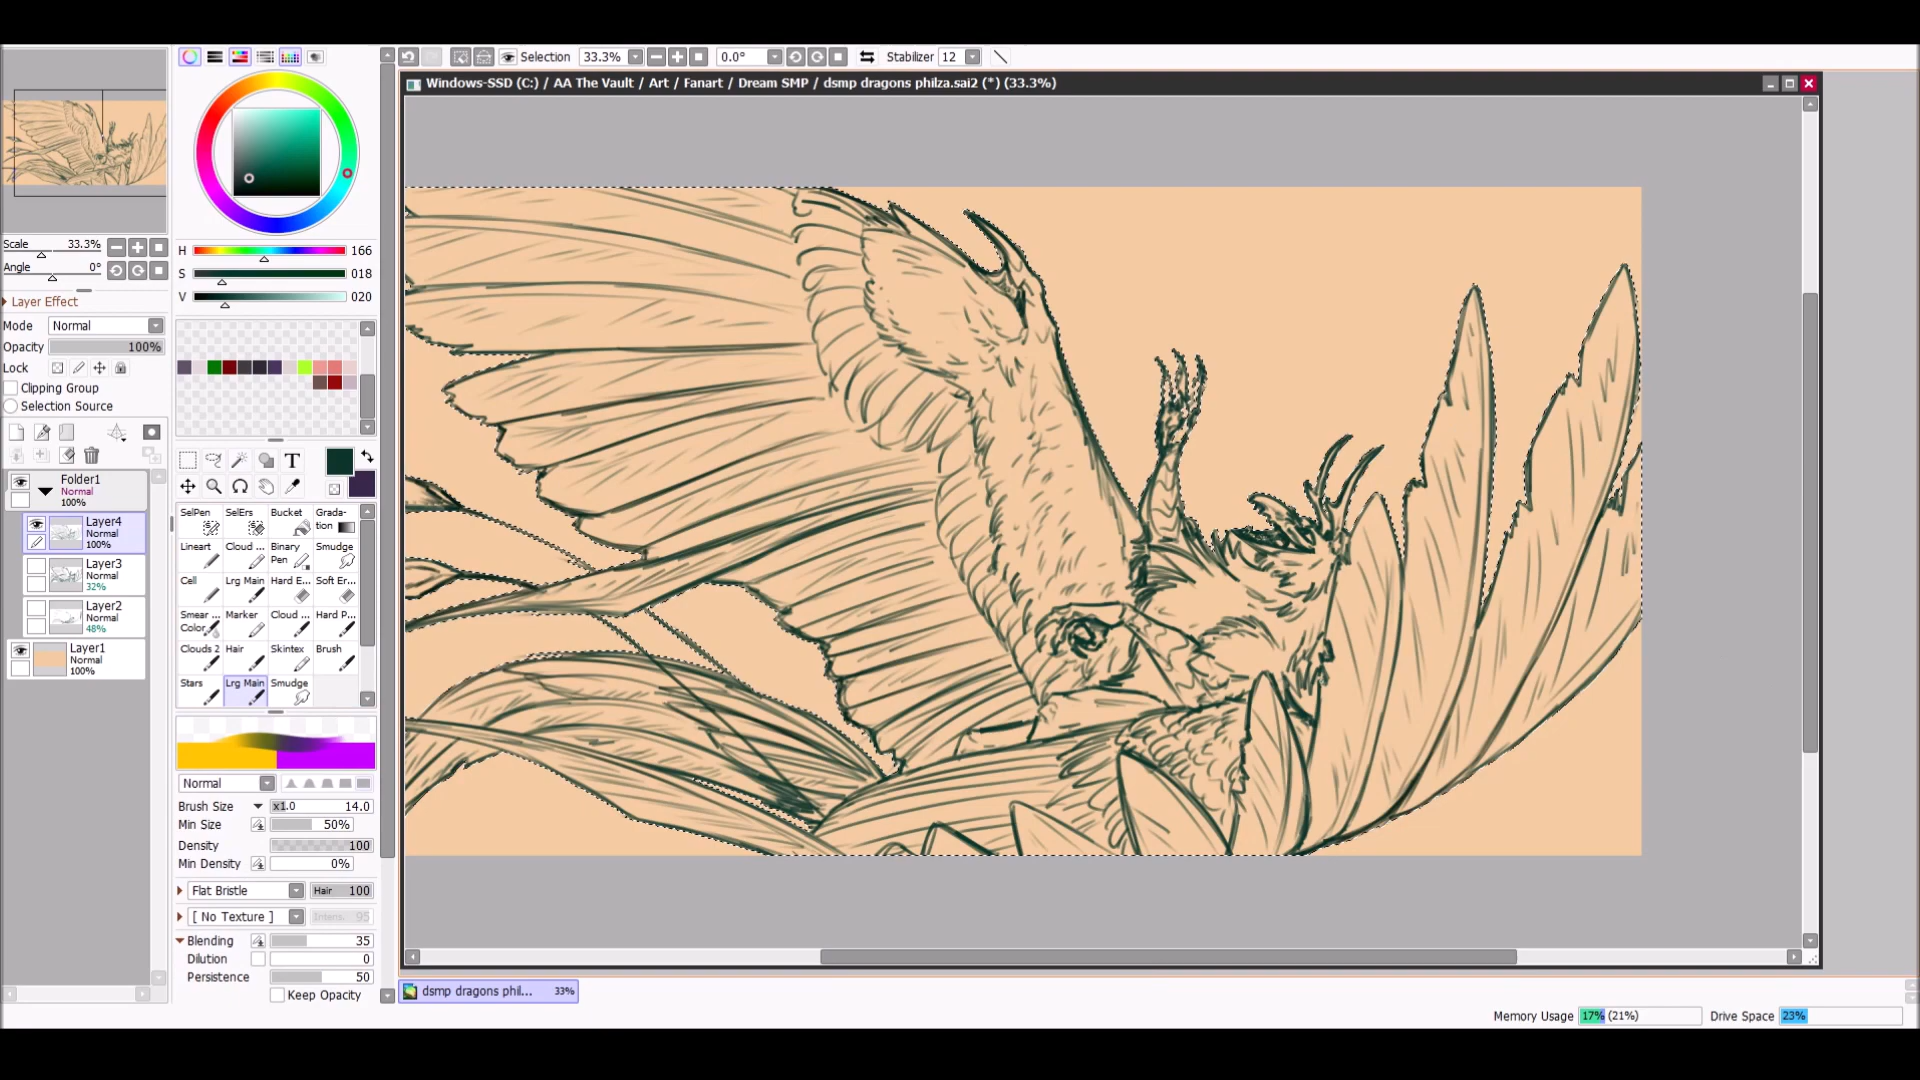 Selection 33.3% 0.0° Stabilizer 12
Windows-SSD (C:) / AA The Vault / Art / Fanart / Dream SMP / dsmp dragons philza.sai2 (*) (33.3%)
Scale 33.3%
Angle 0°
Layer Effect
Mode Normal
Opacity 100%
Lock
Clipping Group
Selection Source
Folder1
Normal
100%
Layer4
Normal
100%
Layer3
Normal
32%
Layer2
Normal
48%
Layer1
Normal
100%
H 166
S 018
V 020
T
SelPen SelErs Bucket Grada-
tion
Lineart Cloud ... Binary Smudge
Pen
Cell Lrg Main Hard E... Soft Er...
Smear ... Marker Cloud ... Hard P...
Color
Clouds 2 Hair Skintex Brush
Stars Lrg Main Smudge
Normal
Brush Size x1.0 14.0
Min Size 50%
Density 100
Min Density 0%
Flat Bristle Hair 100
[ No Texture ] Intens. 95
Blending 35
Dilution 0
Persistence 50
Keep Opacity
dsmp dragons phil... 33%
Memory Usage 17% (21%) Drive Space 23%